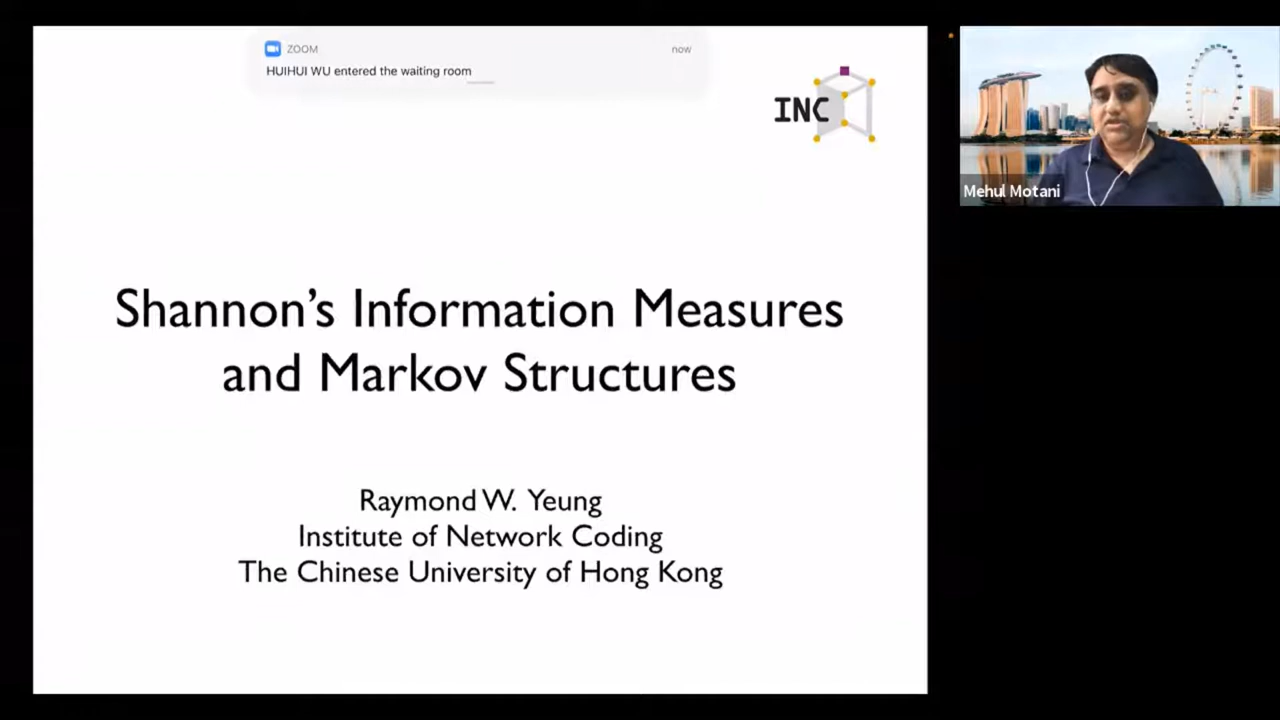 ZOOM
now
HUIHUI WU entered the waiting room
INC
Mehul Motani
Shannon's Information Measures
and Markov Structures
Raymond W. Yeung
Institute of Network Coding
The Chinese University of Hong Kong